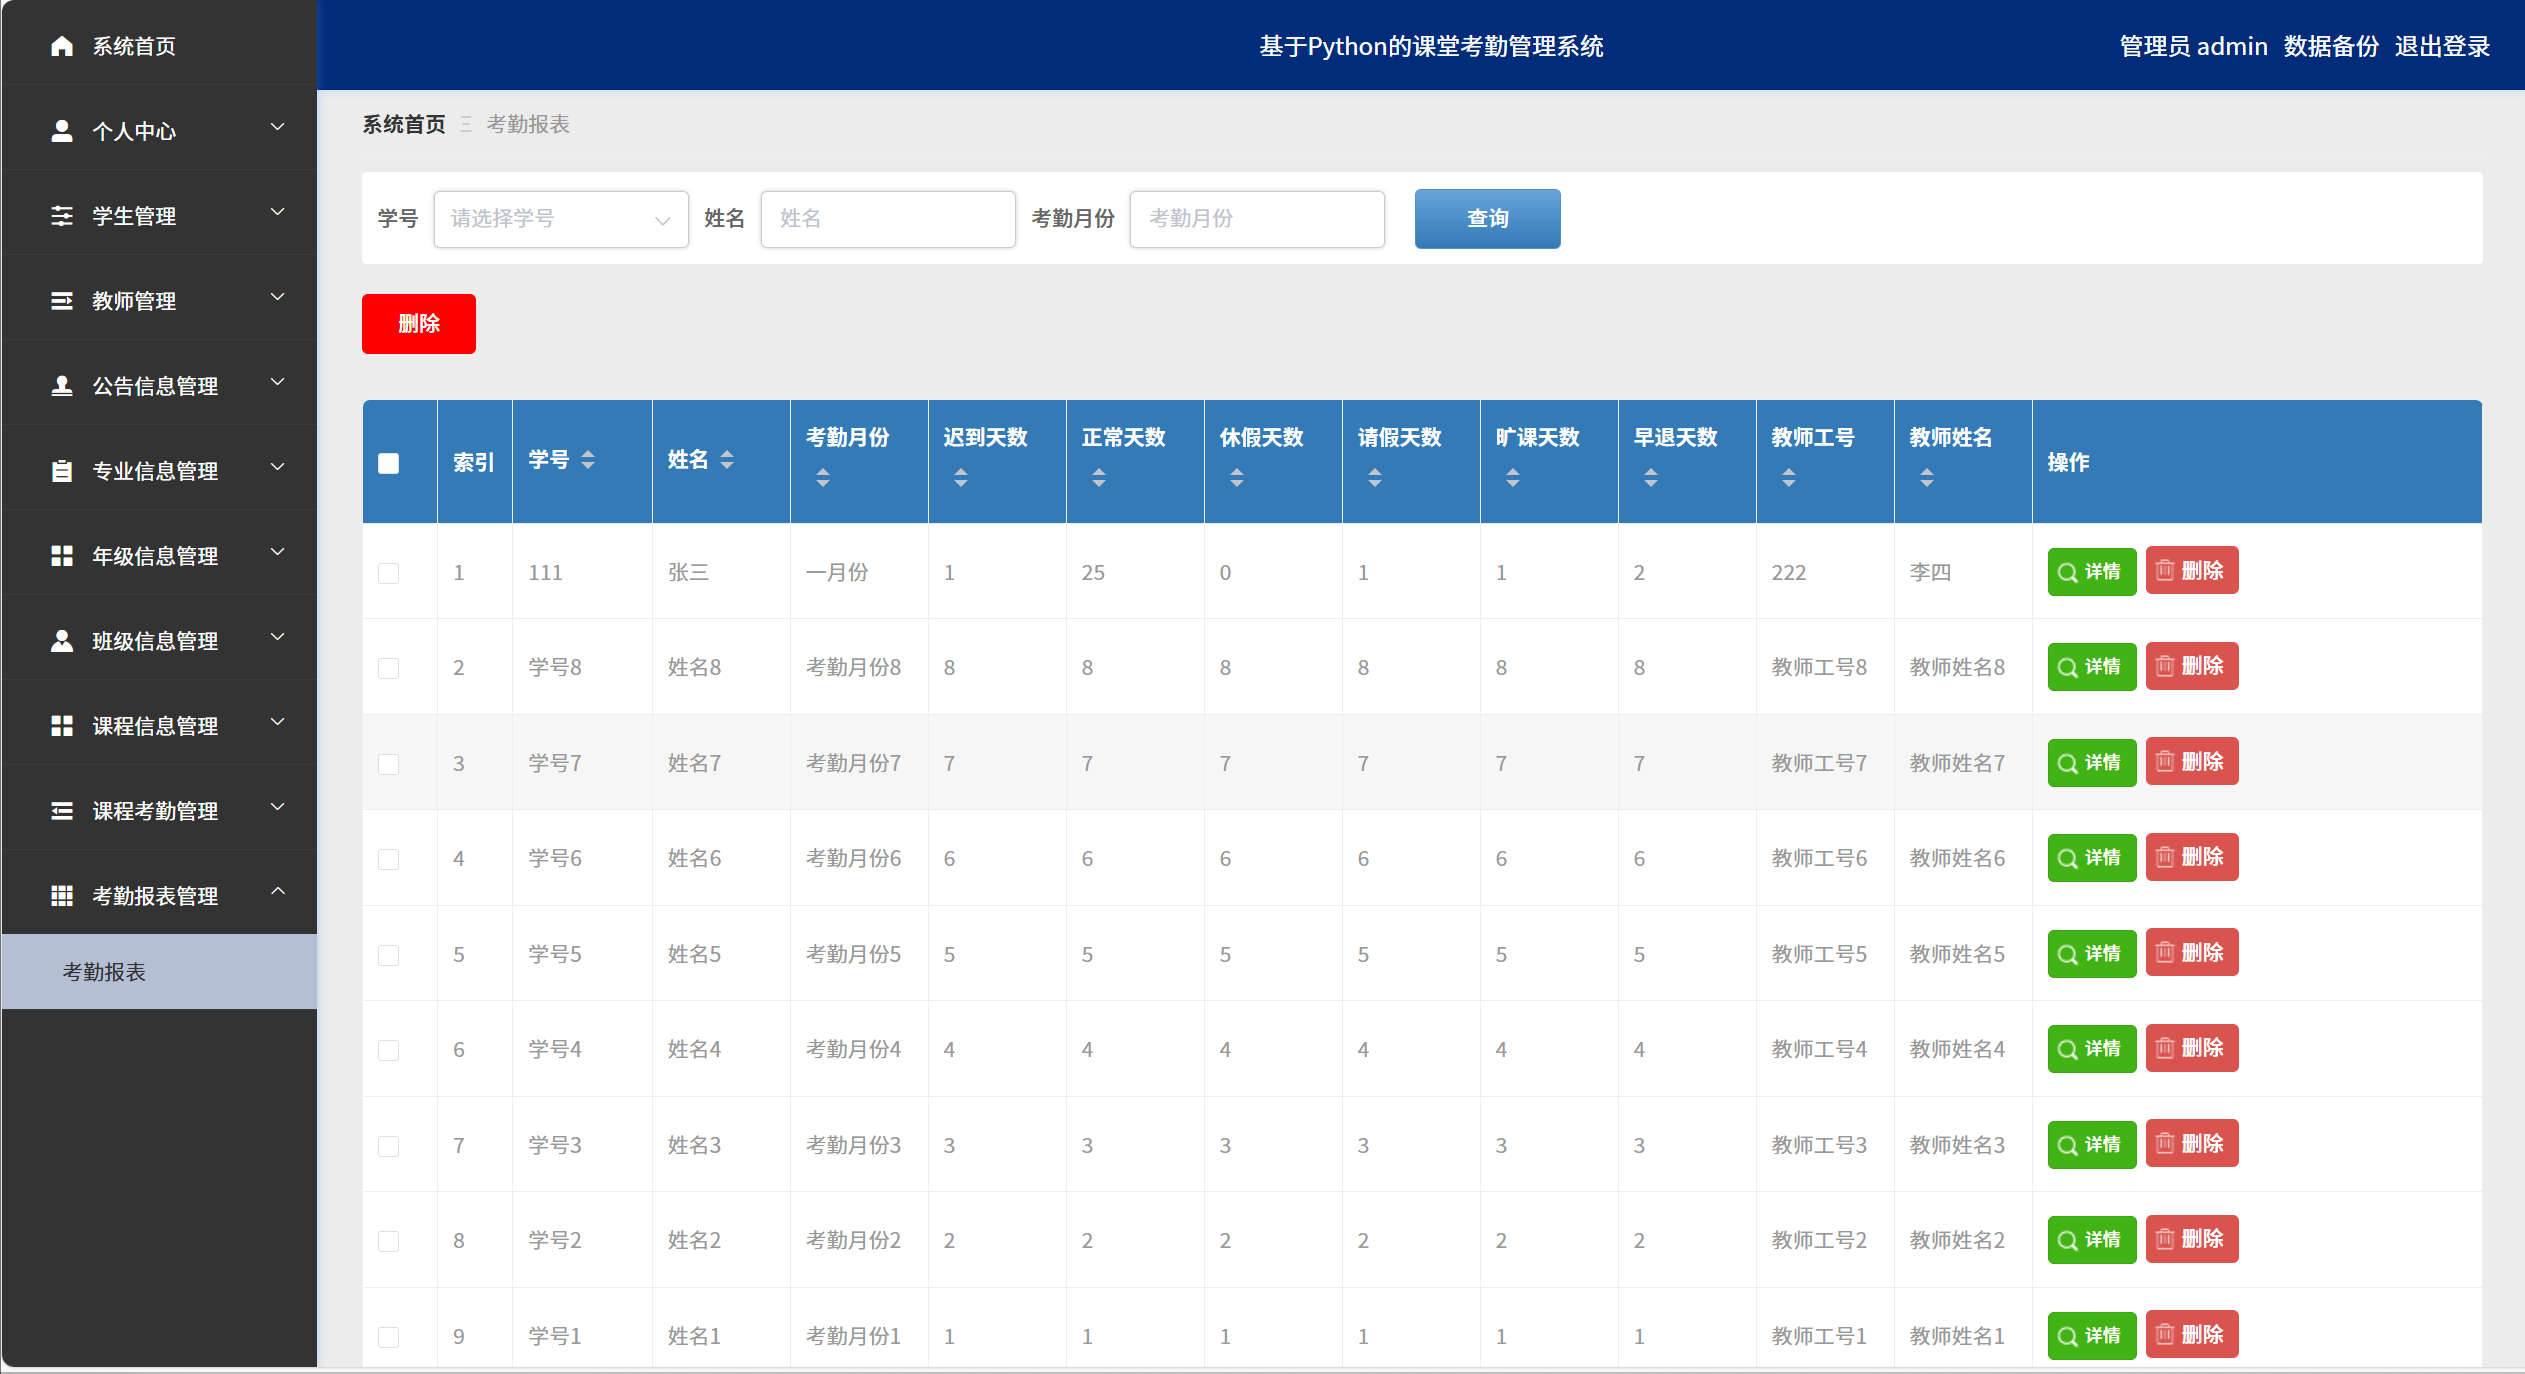 系统首页
个人中心
学生管理
教师管理
公告信息管理
专业信息管理
年级信息管理
班级信息管理
课程信息管理
课程考勤管理
考勤报表管理
考勤报表
基于Python的课堂考勤管理系统
管理员 admin 数据备份 退出登录
系统首页 考勤报表
学号 请选择学号 姓名 姓名 考勤月份 考勤月份 查询
删除
索引 学号 姓名 考勤月份 迟到天数 正常天数 休假天数 请假天数 旷课天数 早退天数 教师工号 教师姓名 操作
1 111 张三 一月份 1 25 0 1 1 2 222 李四 详情 删除
2 学号8 姓名8 考勤月份8 8 8 8 8 8 8 教师工号8 教师姓名8 详情 删除
3 学号7 姓名7 考勤月份7 7 7 7 7 7 7 教师工号7 教师姓名7 详情 删除
4 学号6 姓名6 考勤月份6 6 6 6 6 6 6 教师工号6 教师姓名6 详情 删除
5 学号5 姓名5 考勤月份5 5 5 5 5 5 5 教师工号5 教师姓名5 详情 删除
6 学号4 姓名4 考勤月份4 4 4 4 4 4 4 教师工号4 教师姓名4 详情 删除
7 学号3 姓名3 考勤月份3 3 3 3 3 3 3 教师工号3 教师姓名3 详情 删除
8 学号2 姓名2 考勤月份2 2 2 2 2 2 2 教师工号2 教师姓名2 详情 删除
9 学号1 姓名1 考勤月份1 1 1 1 1 1 1 教师工号1 教师姓名1 详情 删除